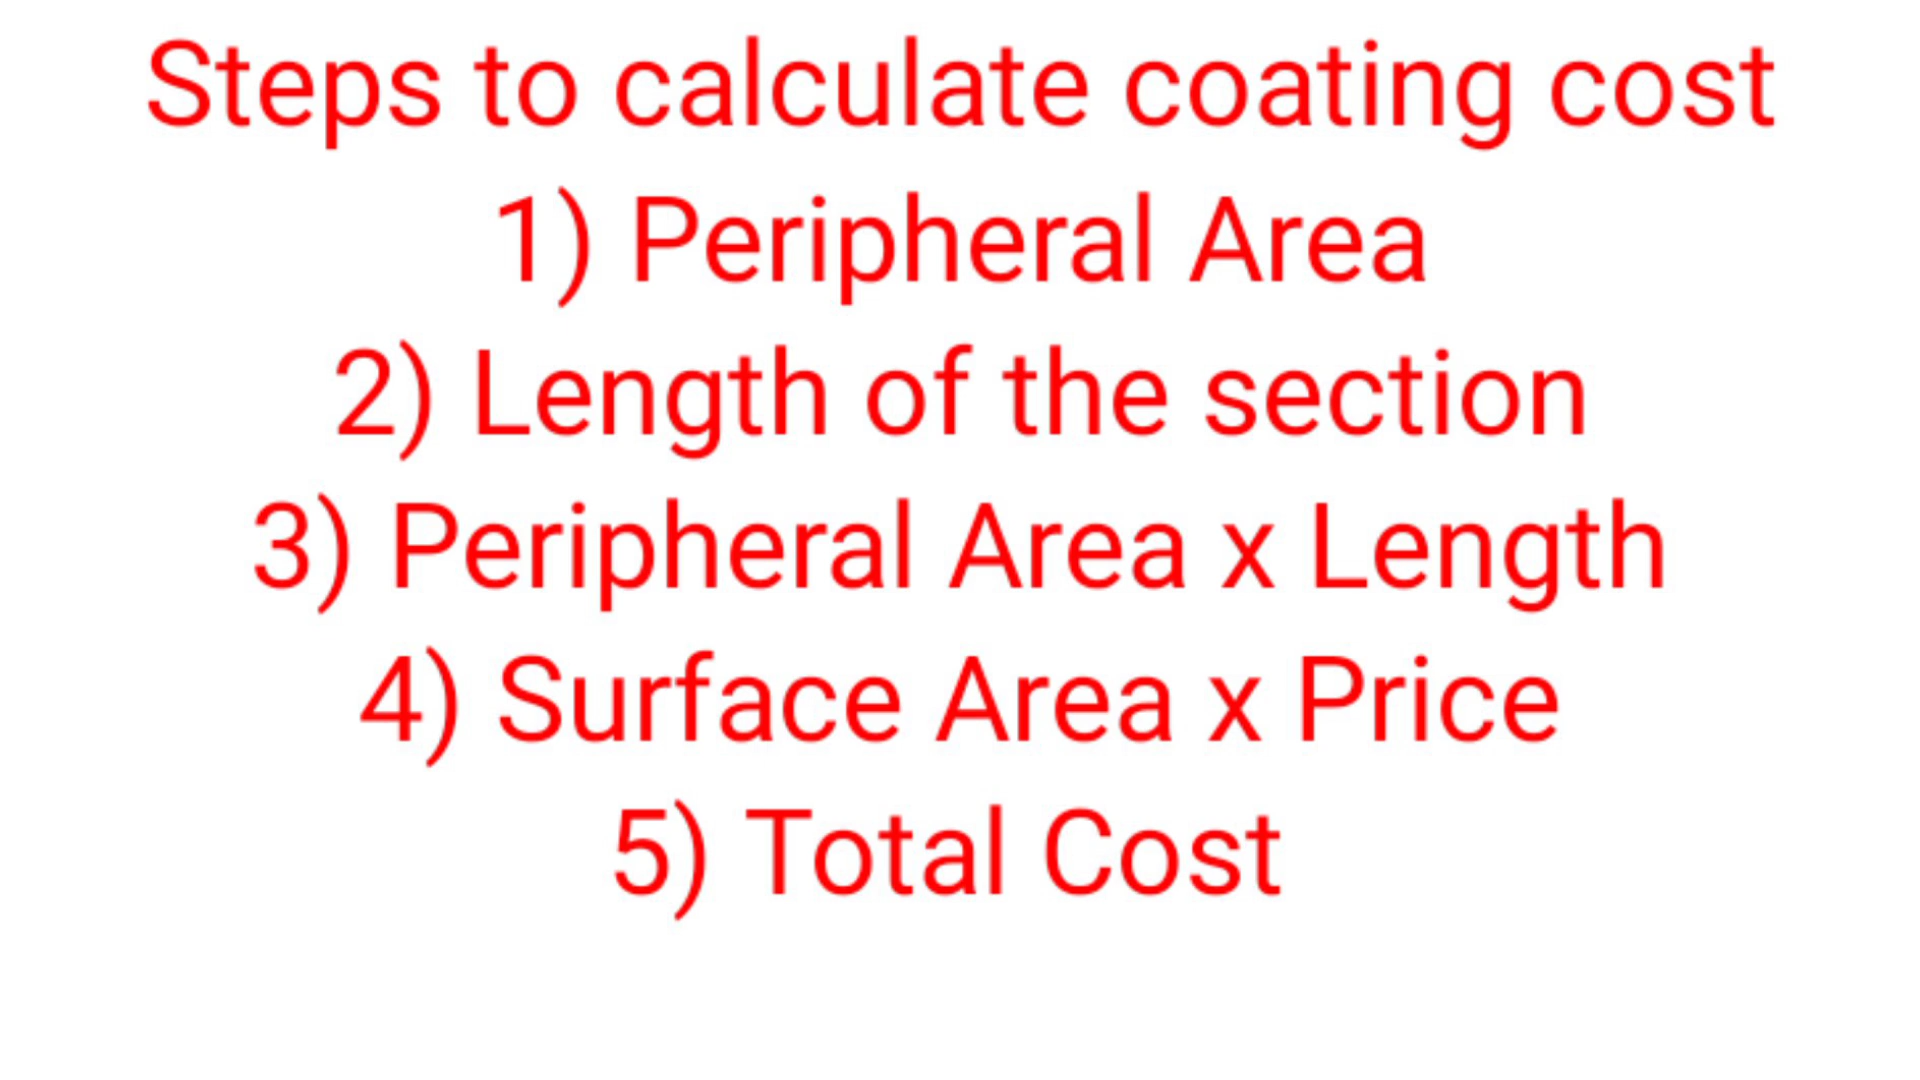 Steps to calculate coating cost
1) Peripheral Area
2) Length of the section
3) Peripheral Area x Length
4) Surface Area x Price
5) Total Cost